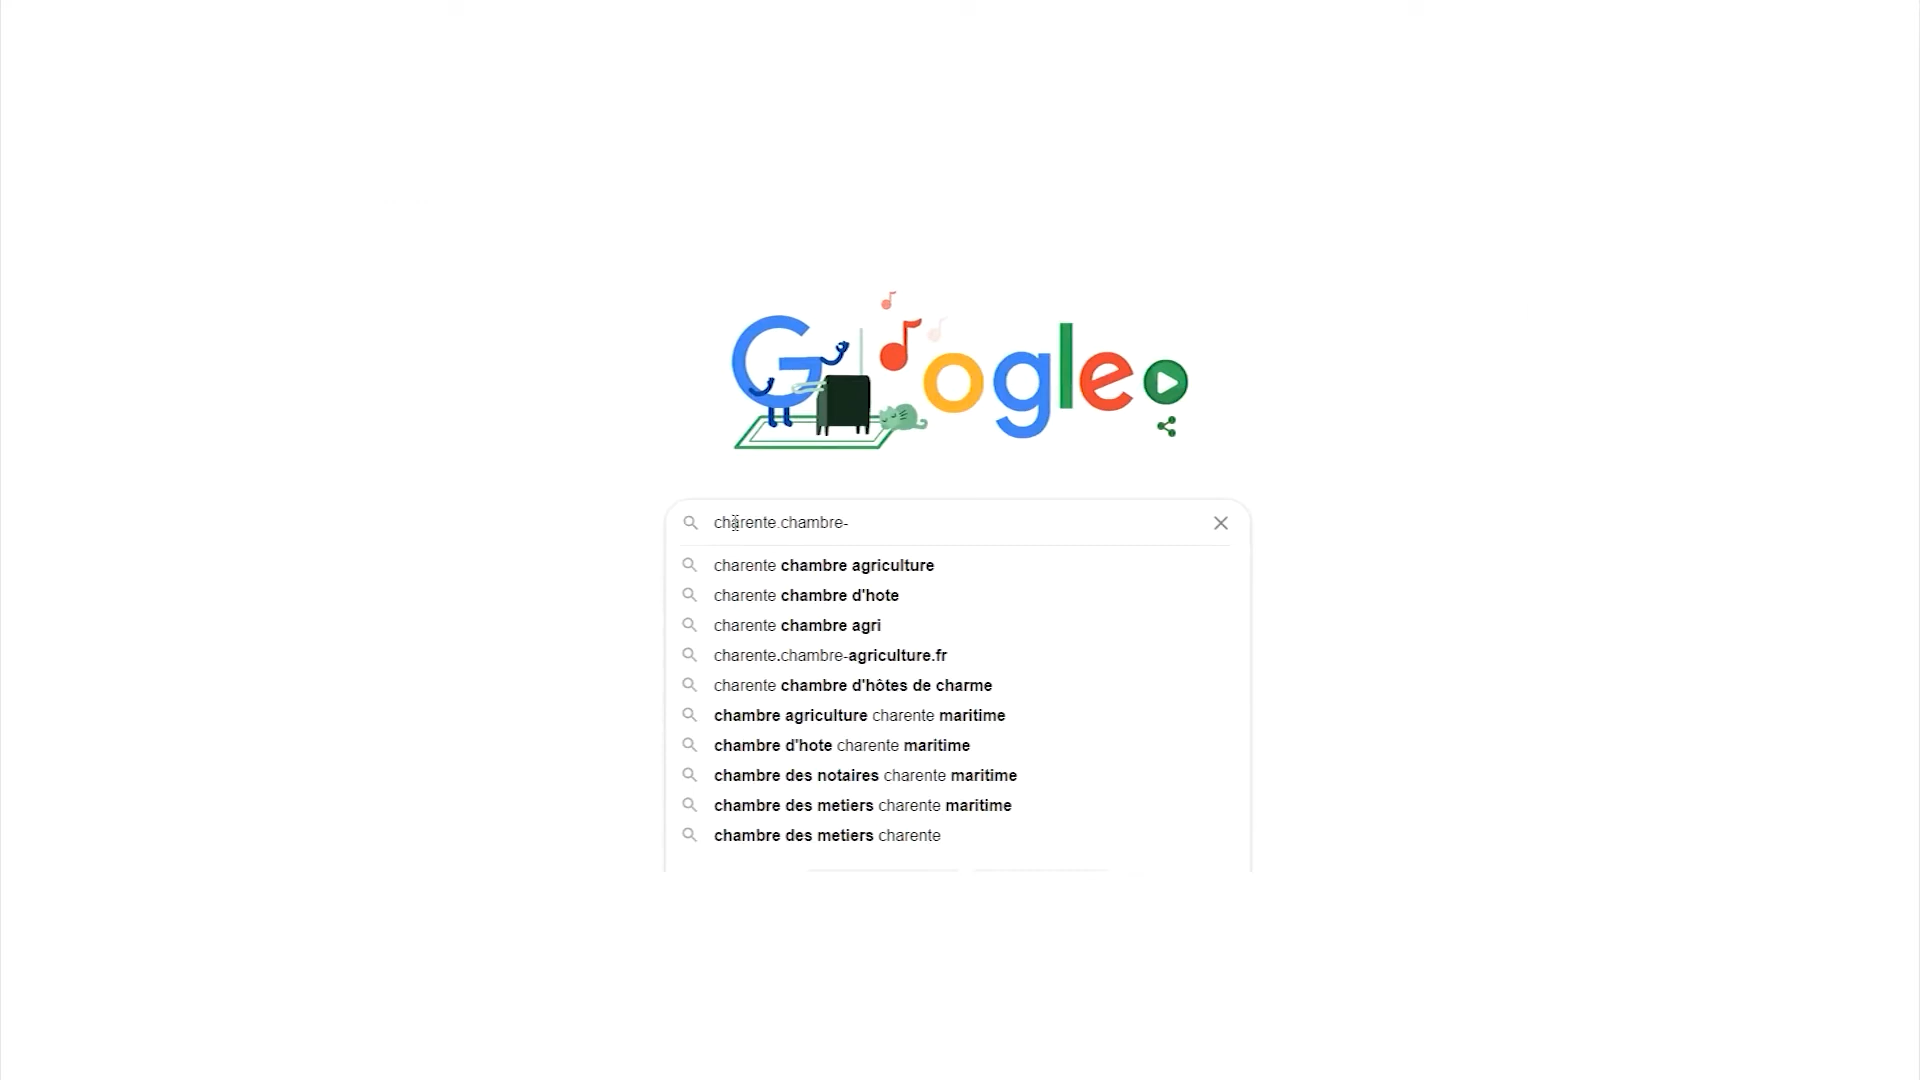 Google
charente.chambre-
charente chambre agriculture
charente chambre d'hote
charente chambre agri
charente.chambre-agriculture.fr
charente chambre d'hôtes de charme
chambre agriculture charente maritime
chambre d'hote charente maritime
chambre des notaires charente maritime
chambre des metiers charente maritime
chambre des metiers charente